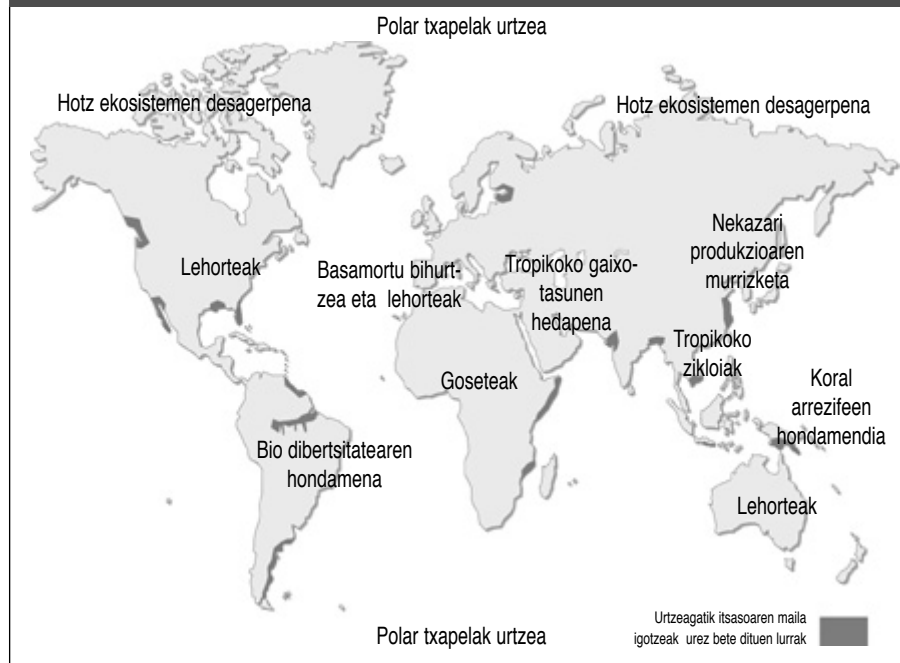 Polar txapelak urtzea
Hotz ekosistemen desagerpena
Hotz ekosistemen desagerpena
Nekazari
produkzioaren
murrizketa
Lehorteak
Basamortu bihurt-
zea eta lehorteak
Tropikoko gaixo-
tasunen
hedapena
Tropikoko
zikloiak
Goseteak
Koral
arrezifeen
hondamendia
Bio dibertsitatearen
hondamena
Lehorteak
Polar txapelak urtzea
Urtzeagatik itsasoaren maila
igotzeak urez bete dituen lurrak